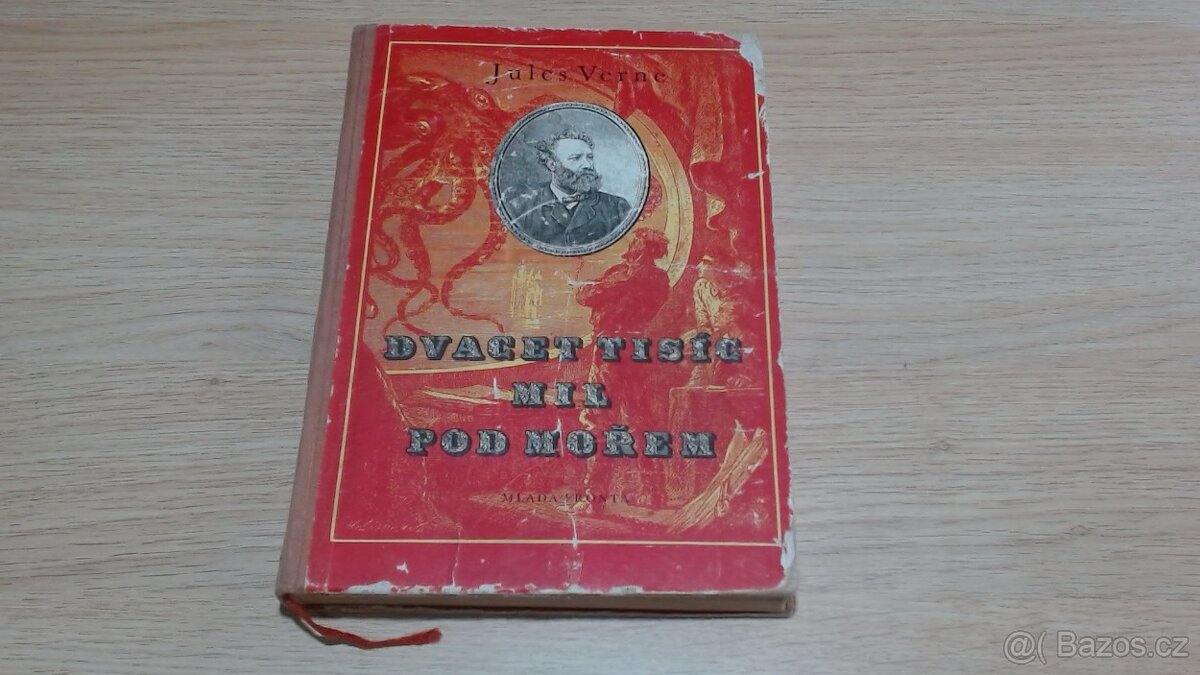 Jules Verne
DVACET TISÍC
MIL
POD MOŘEM
MLADÁ FRONTA
@( Bazos.cz